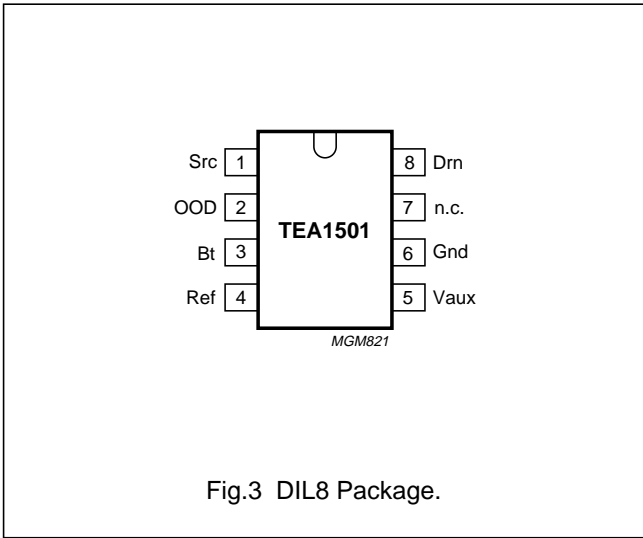 Src 1 8 Drn
OOD 2 7 n.c.
TEA1501
Bt 3 6 Gnd
Ref 4 5 Vaux
MGM821
Fig.3 DIL8 Package.